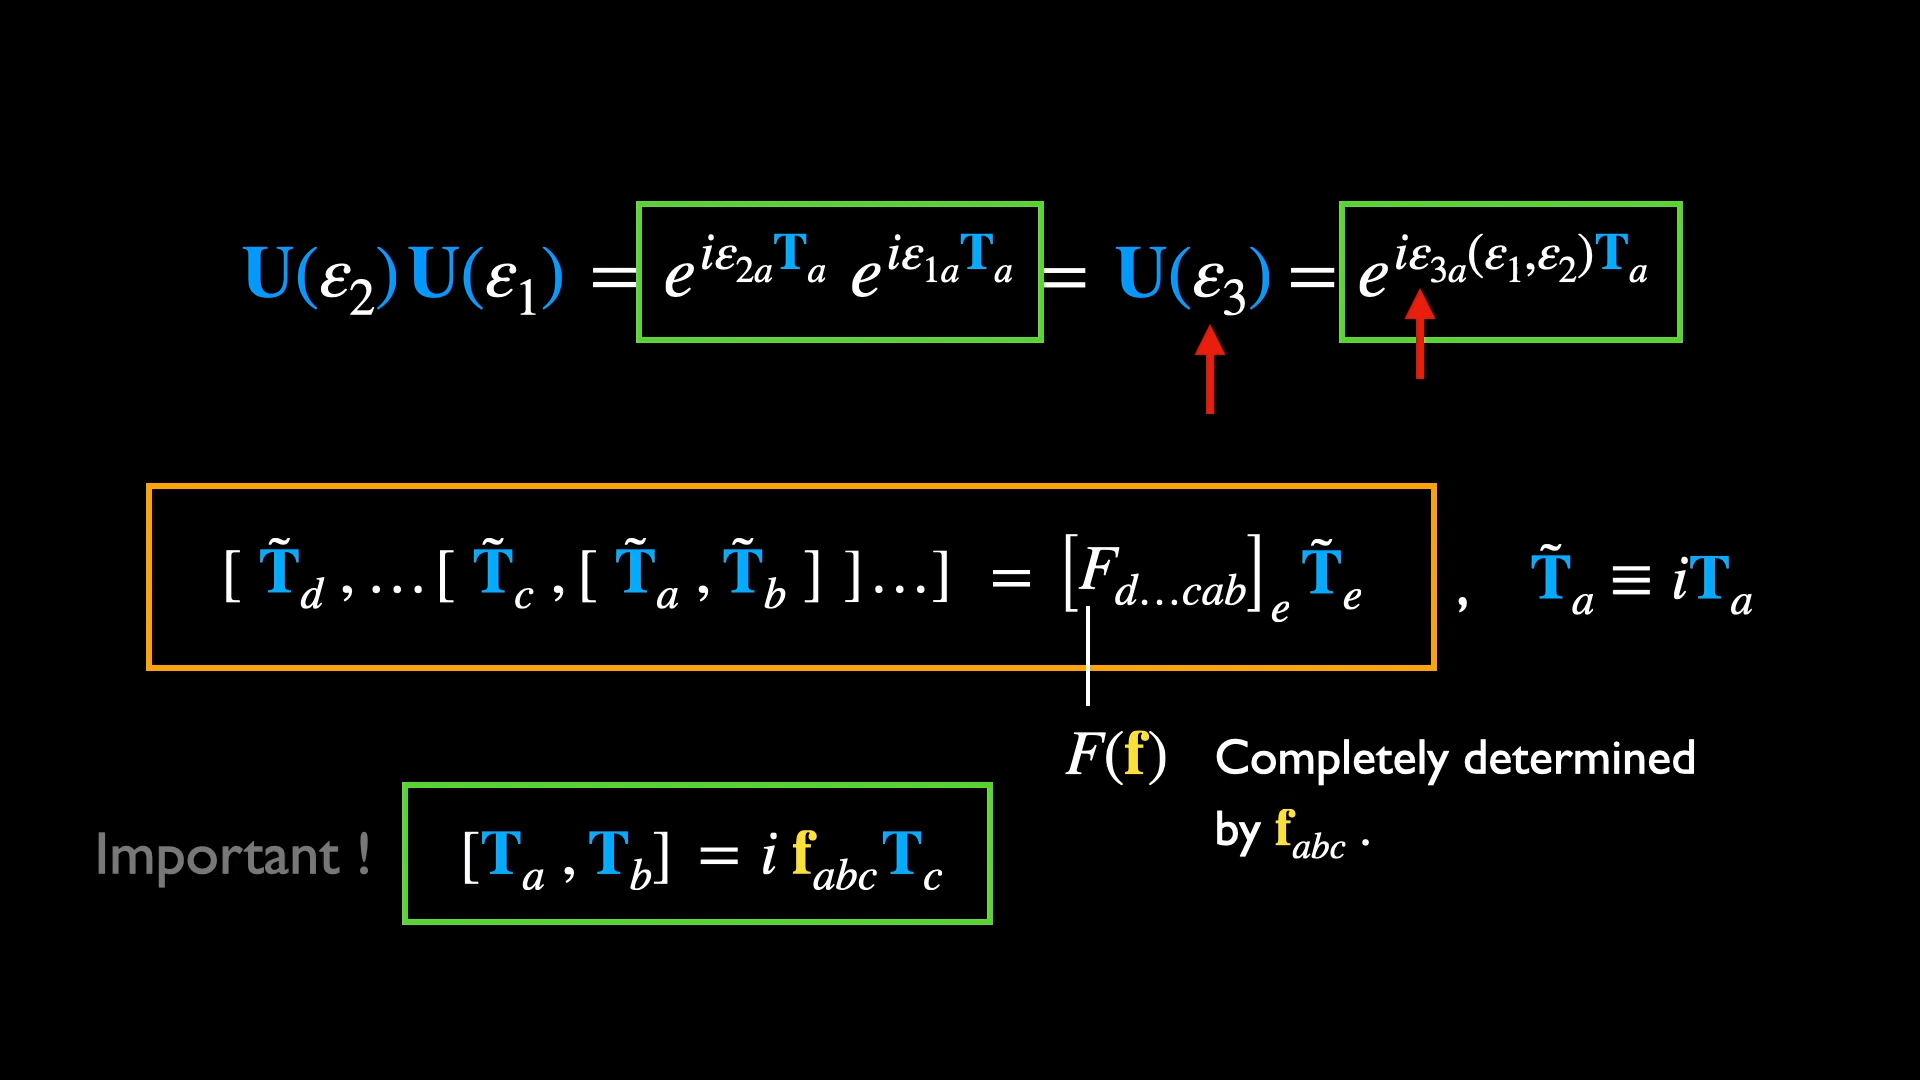 U(ε₂)U(ε₁) = e^{iε_{2a}T_a} e^{iε_{1a}T_a} = U(ε₃) = e^{iε_{3a}(ε₁,ε₂)T_a}
[ T̃_d , … [ T̃_c , [ T̃_a , T̃_b ] ] … ] = [F_{d…cab}]_e T̃_e , T̃_a ≡ iT_a
F(f) Completely determined
by f_{abc} .
Important ! [T_a , T_b] = i f_{abc} T_c